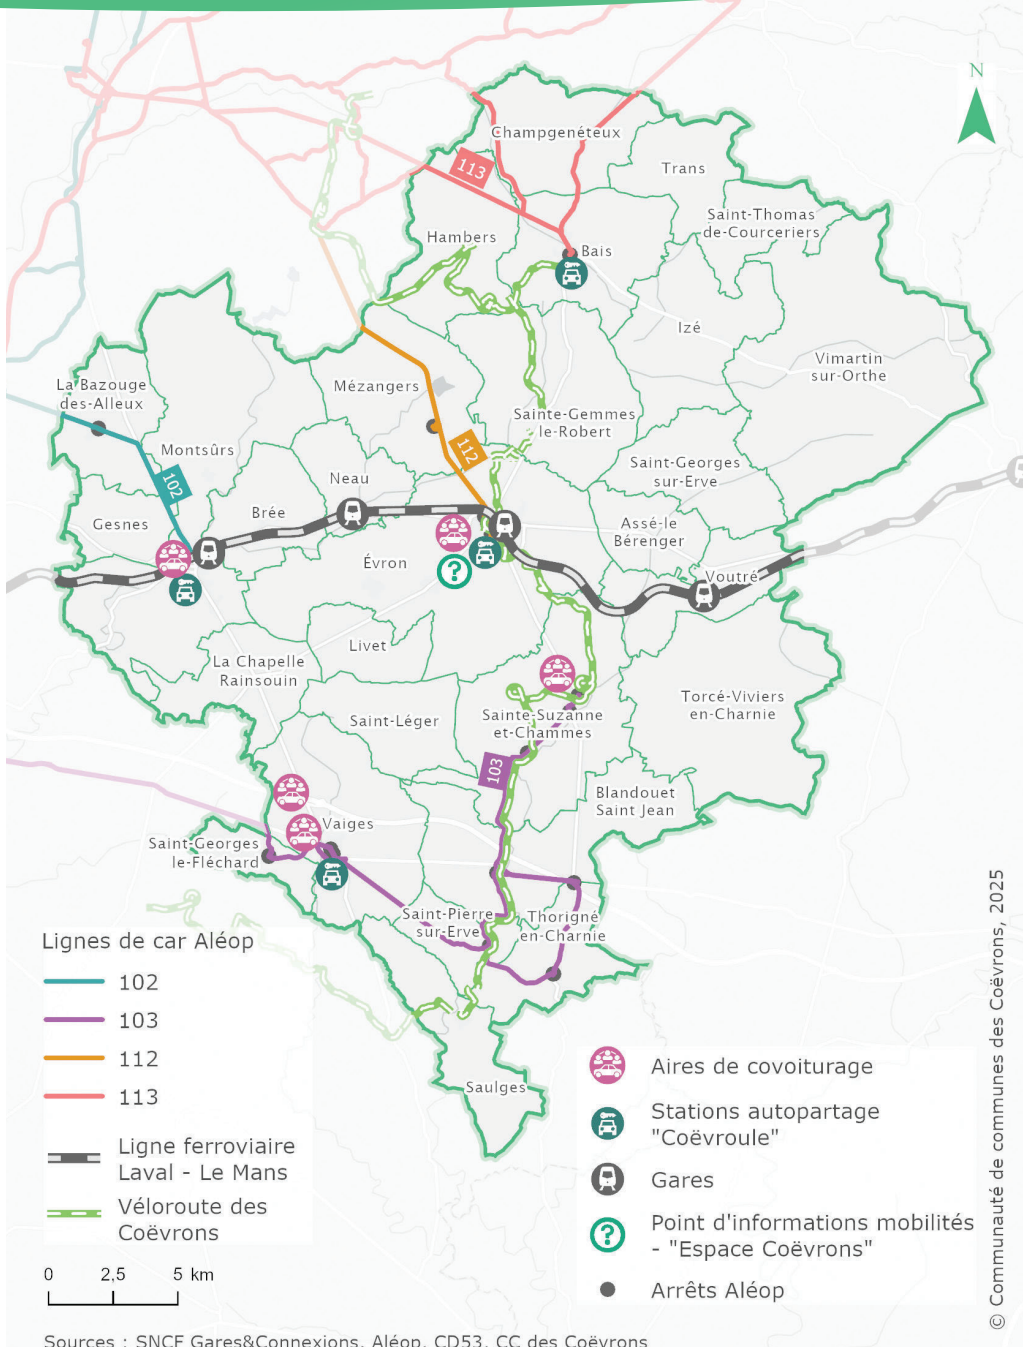 N
Champgenéteux
113
Trans
Saint-Thomas
de-Courceriers
Hambers
Bais
Izé
Vimartin
sur-Orthe
Mézangers
La Bazouge
des-Alleux
Sainte-Gemmes
le-Robert
Montsûrs
112
Saint-Georges
sur-Erve
Neau
102
Brée
Gesnes
Assé-le
Bérenger
Évron
Voutré
?
Livet
La Chapelle
Rainsouin
Torcé-Viviers
en-Charnie
Saint-Léger
Sainte-Suzanne
et-Chammes
103
Blandouet
Saint Jean
Vaiges
Saint-Georges
le-Fléchard
Saint-Pierre
sur-Erve
Thorigné
en-Charnie
Saulges
Lignes de car Aléop
102
103
112
113
Ligne ferroviaire
Laval - Le Mans
Véloroute des
Coëvrons
0 2,5 5 km
Aires de covoiturage
Stations autopartage
"Coëvroule"
Gares
?
Point d'informations mobilités
- "Espace Coëvrons"
Arrêts Aléop
© Communauté de communes des Coëvrons, 2025
Sources : SNCF Gares&Connexions, Aléop, CD53, CC des Coëvrons